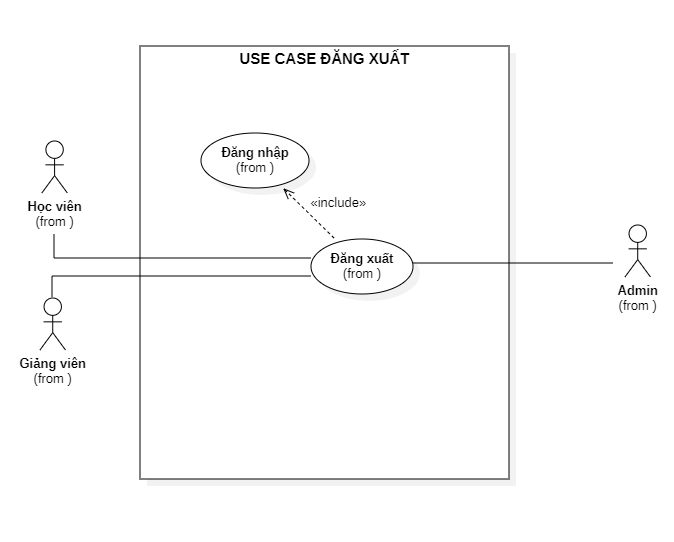 USE CASE ĐĂNG XUẤT
Đăng nhập
(from )
«include»
Học viên
(from )
Đăng xuất
(from )
Admin
(from )
Giảng viên
(from )